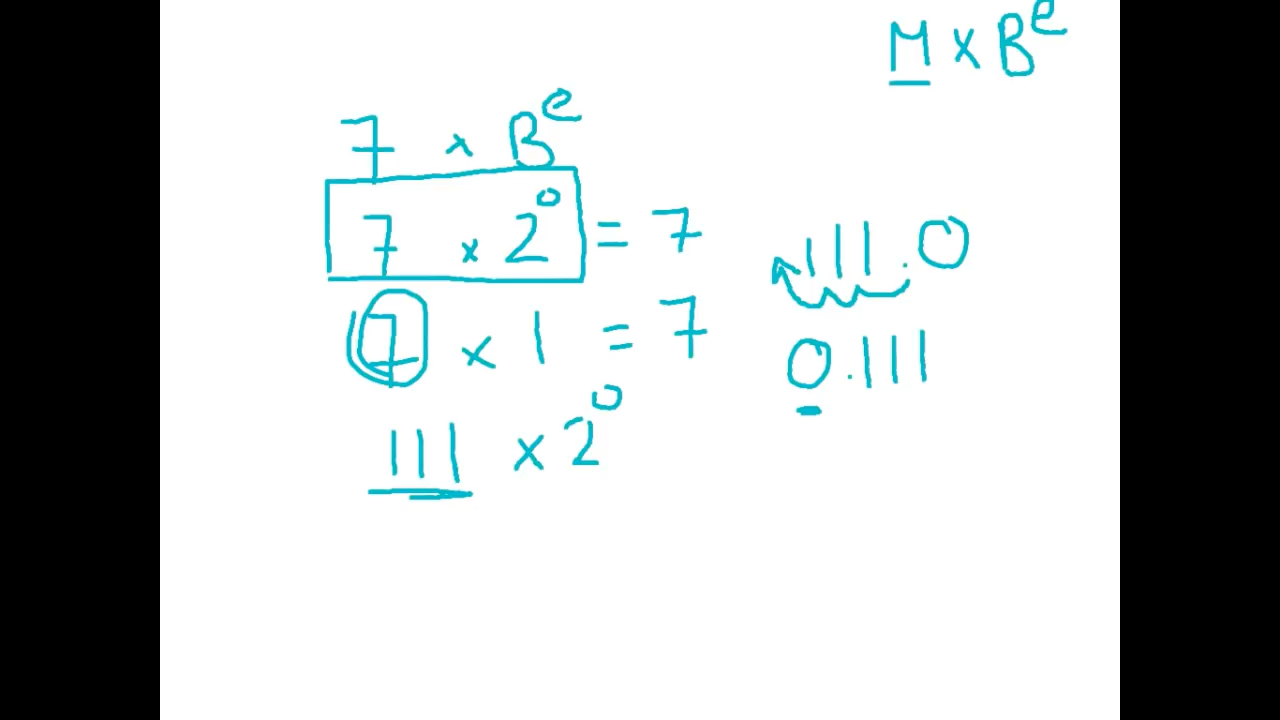 M x B^e
7 x B^e
7 x 2^0 = 7
111.0
7 x 1 = 7
0.111
111 x 2^0